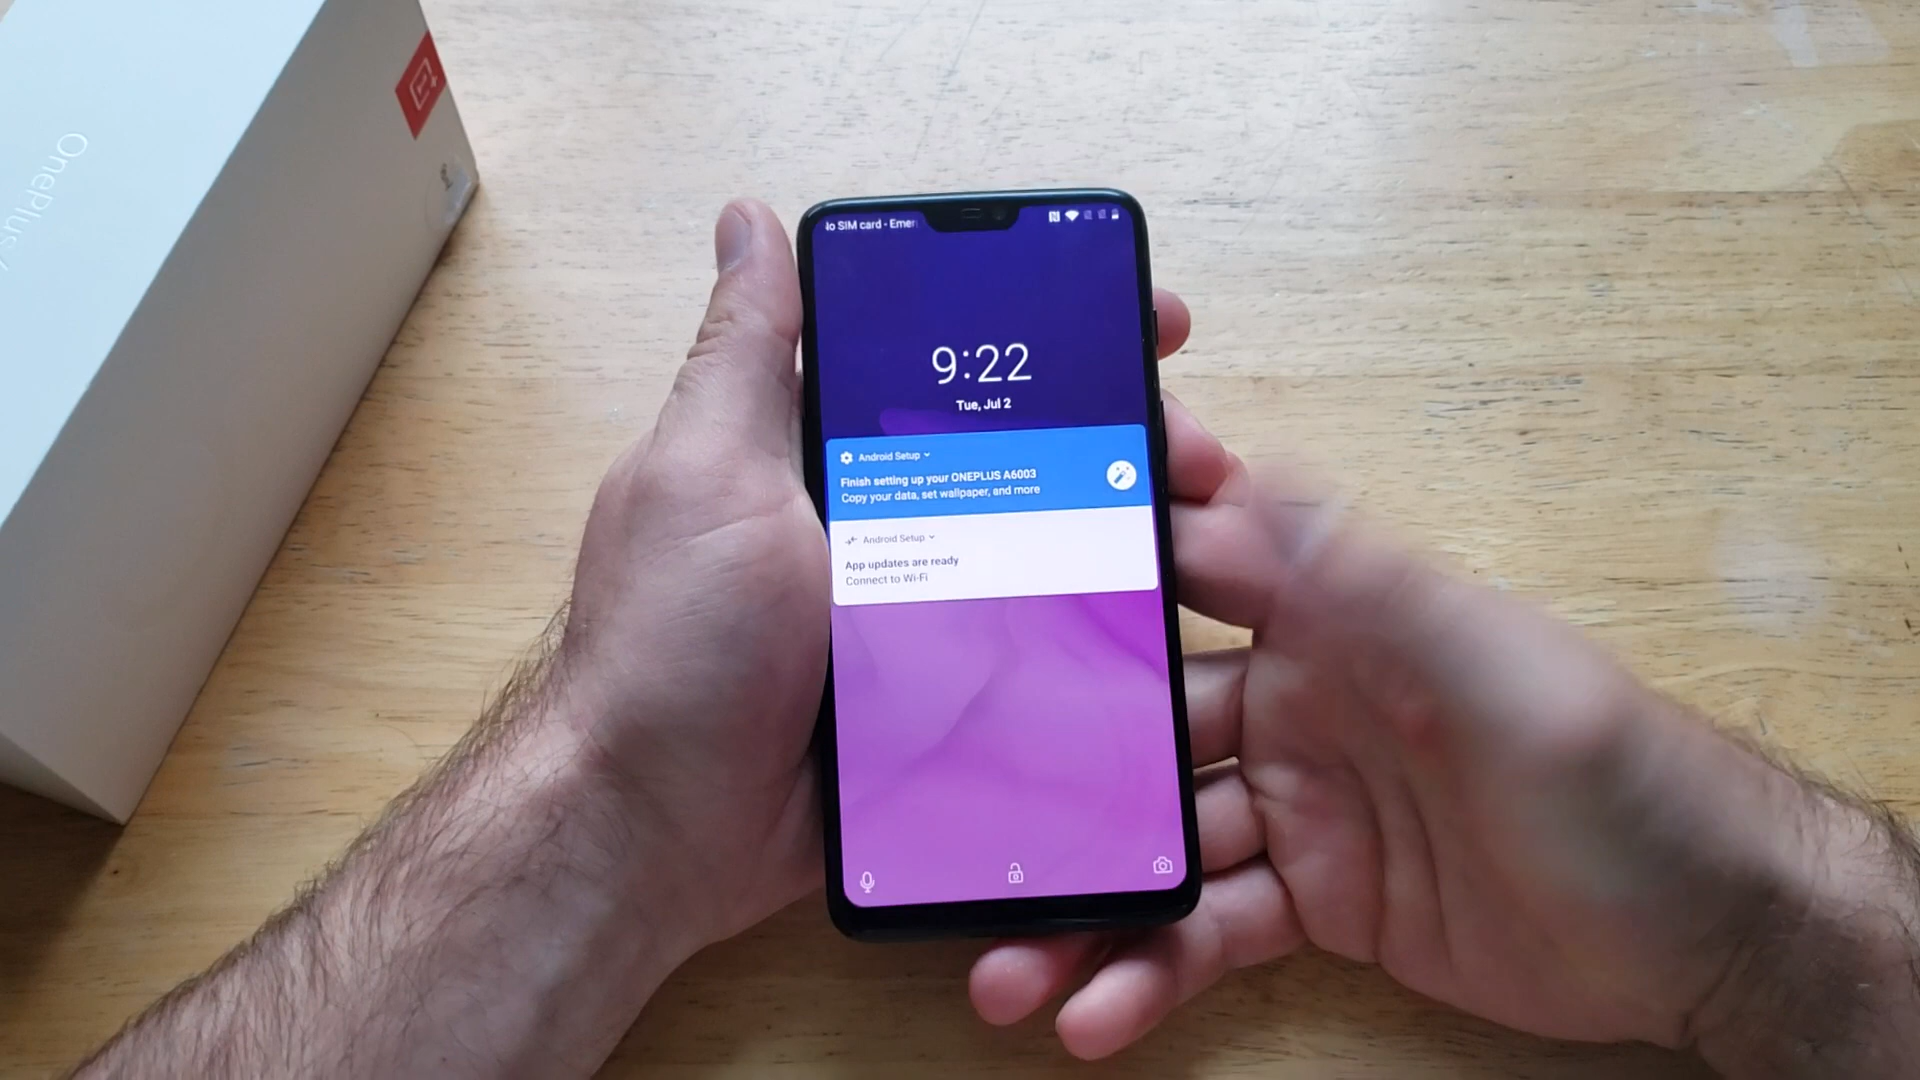 OnePlus
No SIM card - Emer
9:22
Tue, Jul 2
Android Setup
Finish setting up your ONEPLUS A6003
Copy your data, set wallpaper, and more
Android Setup
App updates are ready
Connect to Wi-Fi